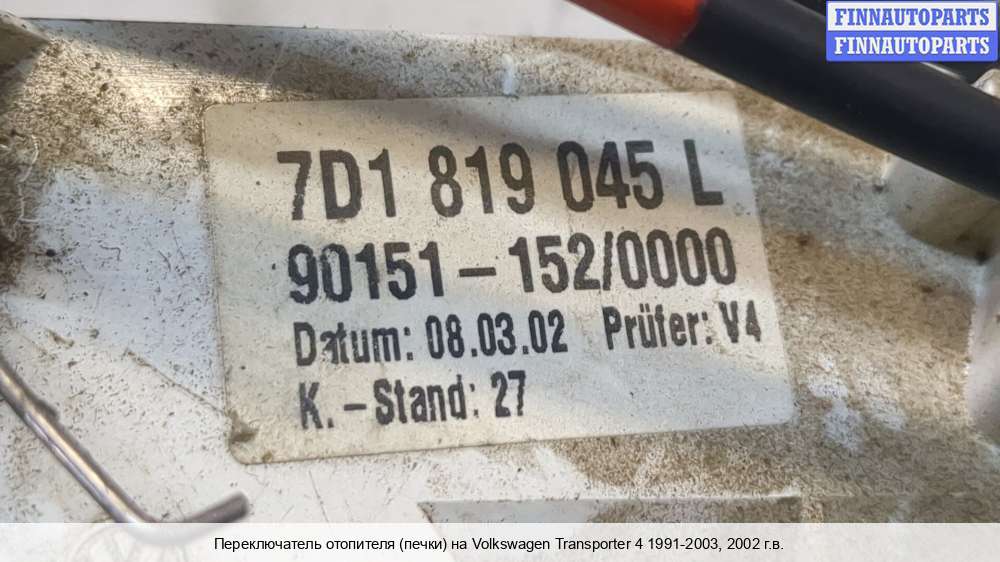 FINNAUTOPARTS
FINNAUTOPARTS
7D1 819 045 L
90151-152/0000
Datum: 08.03.02 Prüfer: V4
K.-Stand: 27
Переключатель отопителя (печки) на Volkswagen Transporter 4 1991-2003, 2002 г.в.